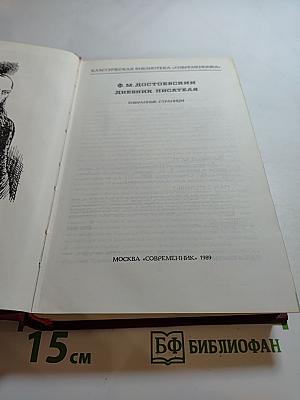 КЛАССИЧЕСКАЯ БИБЛИОТЕКА «СОВРЕМЕННИКА»
Ф. М. ДОСТОЕВСКИЙ
ДНЕВНИК ПИСАТЕЛЯ
ИЗБРАННЫЕ СТРАНИЦЫ
МОСКВА «СОВРЕМЕННИК» 1989
15 см
БФ БИБЛИОФАН